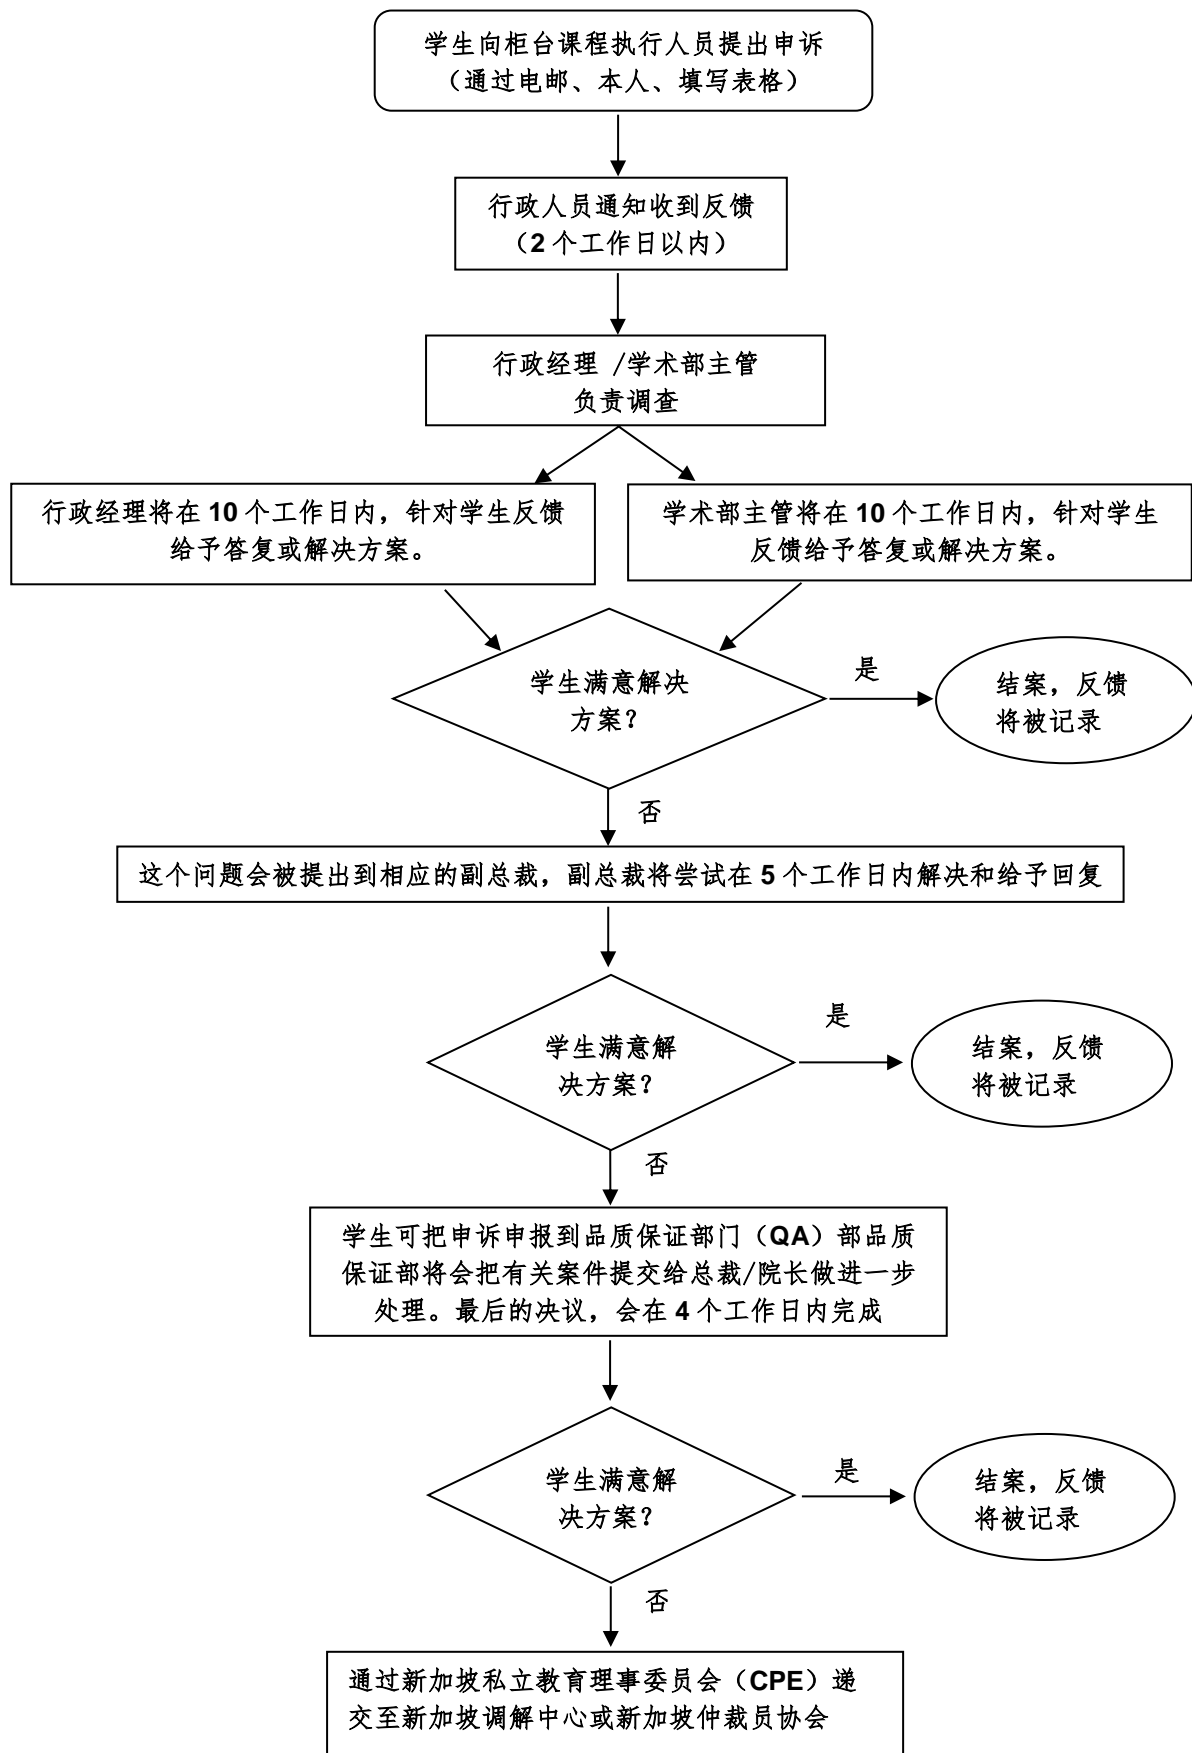 学生向柜台课程执行人员提出申诉
（通过电邮、本人、填写表格）
行政人员通知收到反馈
（2 个工作日以内）
行政经理 /学术部主管
负责调查
行政经理将在 10 个工作日内，针对学生反馈
给予答复或解决方案。
学术部主管将在 10 个工作日内，针对学生
反馈给予答复或解决方案。
学生满意解决
方案？
是
结案，反馈
将被记录
否
这个问题会被提出到相应的副总裁，副总裁将尝试在 5 个工作日内解决和给予回复
学生满意解
决方案？
是
结案，反馈
将被记录
否
学生可把申诉申报到品质保证部门（QA）部品质
保证部将会把有关案件提交给总裁/院长做进一步
处理。最后的决议，会在 4 个工作日内完成
学生满意解
决方案？
是
结案，反馈
将被记录
否
通过新加坡私立教育理事委员会（CPE）递
交至新加坡调解中心或新加坡仲裁员协会